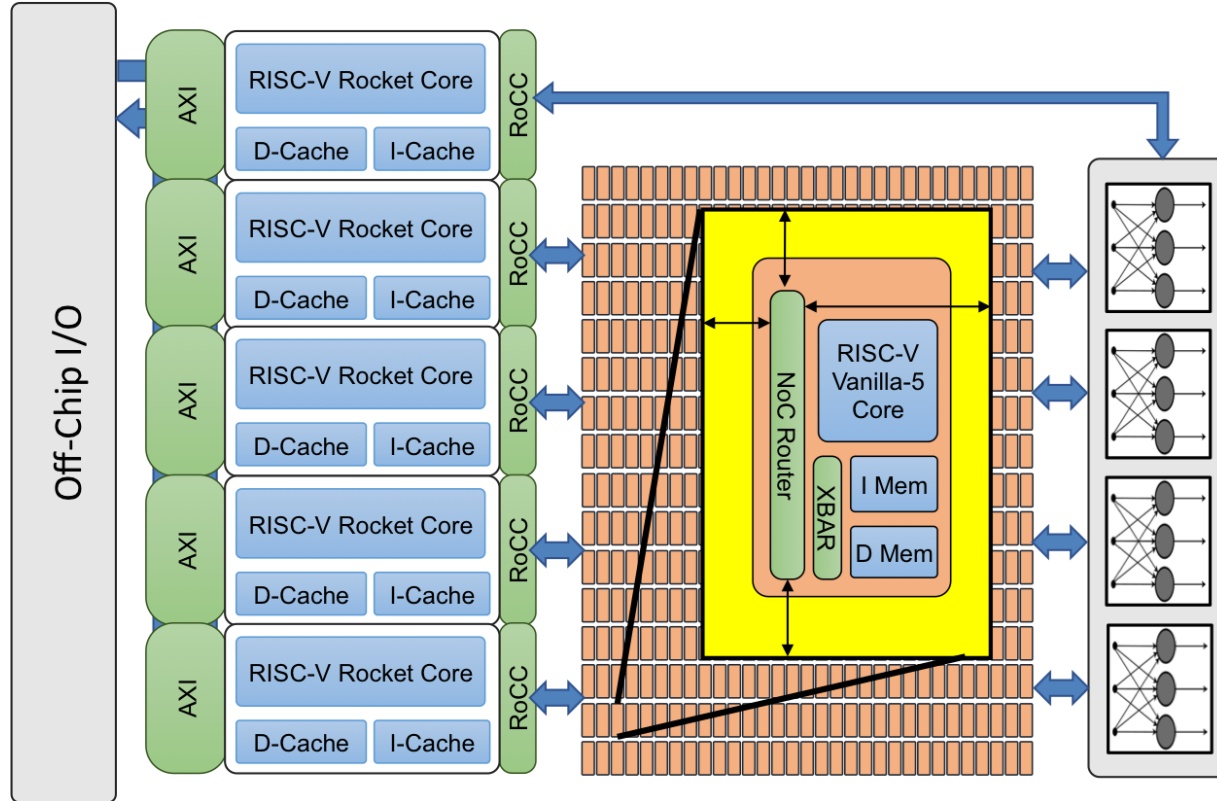 Off-Chip I/O
AXI
RISC-V Rocket Core
D-Cache
I-Cache
RoCC
AXI
RISC-V Rocket Core
D-Cache
I-Cache
RoCC
AXI
RISC-V Rocket Core
D-Cache
I-Cache
RoCC
AXI
RISC-V Rocket Core
D-Cache
I-Cache
RoCC
AXI
RISC-V Rocket Core
D-Cache
I-Cache
RoCC
NoC Router
RISC-V
Vanilla-5
Core
XBAR
I Mem
D Mem